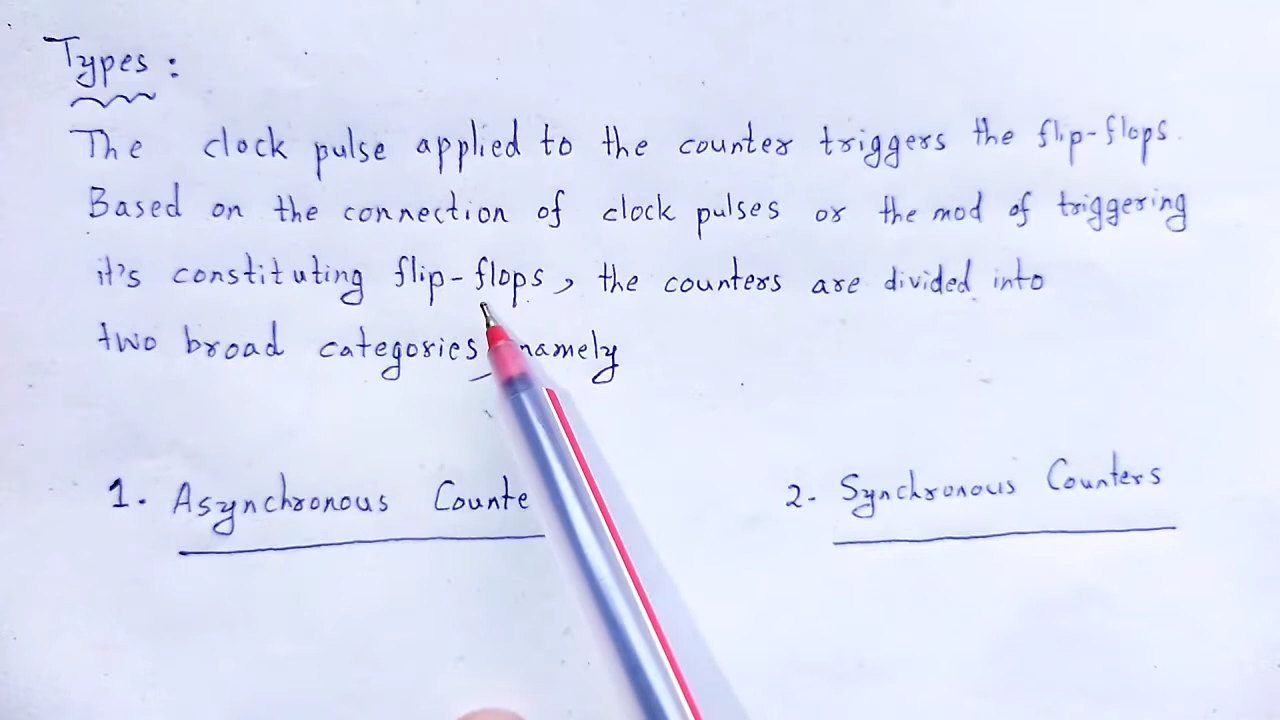 Types :
The clock pulse applied to the counter triggers the flip-flops.
Based on the connection of clock pulses or the mod of triggering
it's constituting flip-flops, the counters are divided into
two broad categories, namely
1. Asynchronous Counte
2- Synchronous Counters